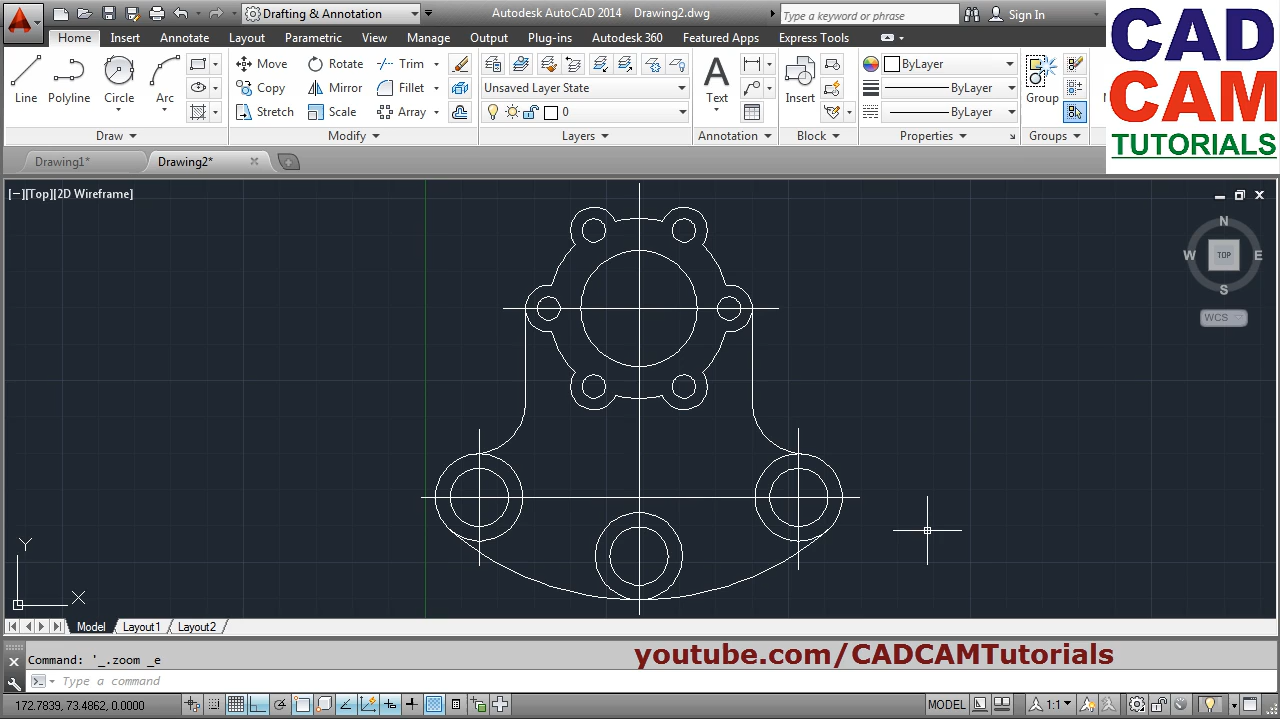 Drafting & Annotation
Autodesk AutoCAD 2014 Drawing2.dwg
Type a keyword or phrase
Sign In
CAD
CAM
TUTORIALS
Home Insert Annotate Layout Parametric View Manage Output Plug-ins Autodesk 360 Featured Apps Express Tools
Line Polyline Circle Arc
Move Rotate Trim
Copy Mirror Fillet
Stretch Scale Array
Unsaved Layer State
0
A
Text
Insert
ByLayer
ByLayer
ByLayer
Group
Draw Modify Layers Annotation Block Properties Groups
Drawing1* Drawing2*
[−][Top][2D Wireframe]
N
W TOP E
S
WCS
Y
X
Model Layout1 Layout2
Command: '_.zoom _e
youtube.com/CADCAMTutorials
Type a command
172.7839, 73.4862, 0.0000
MODEL
1:1